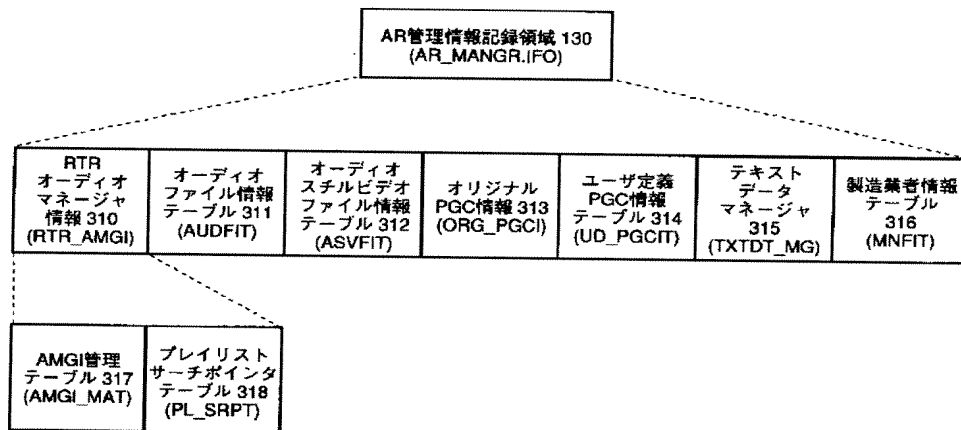 AR管理情報記録領域 130
(AR_MANGR.IFO)
RTR
オーディオ
マネージャ
情報 310
(RTR_AMGI)
オーディオ
ファイル情報
テーブル 311
(AUDFIT)
オーディオ
スチルビデオ
ファイル情報
テーブル 312
(ASVFIT)
オリジナル
PGC情報 313
(ORG_PGCI)
ユーザ定義
PGC情報
テーブル 314
(UD_PGCIT)
テキスト
データ
マネージャ
315
(TXTDT_MG)
製造業者情報
テーブル
316
(MNFIT)
AMGI管理
テーブル 317
(AMGI_MAT)
プレイリスト
サーチポインタ
テーブル 318
(PL_SRPT)